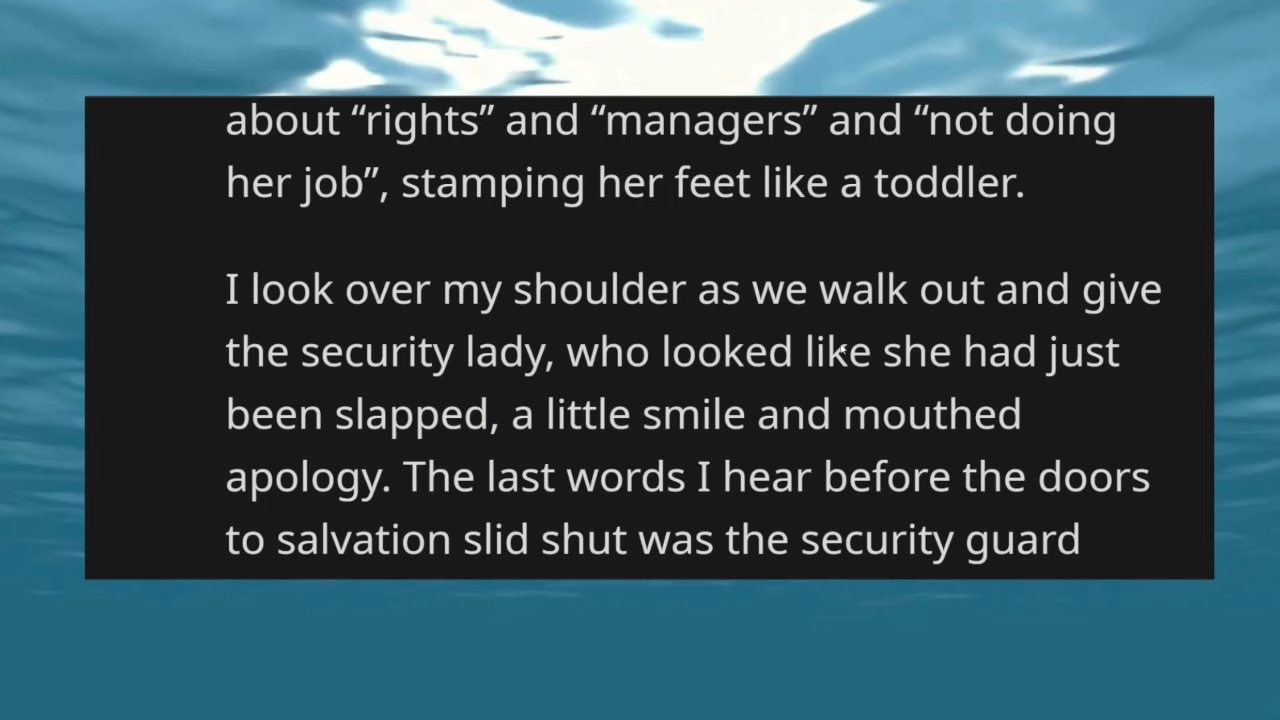 about “rights” and “managers” and “not doing
her job”, stamping her feet like a toddler.
I look over my shoulder as we walk out and give
the security lady, who looked like she had just
been slapped, a little smile and mouthed
apology. The last words I hear before the doors
to salvation slid shut was the security guard